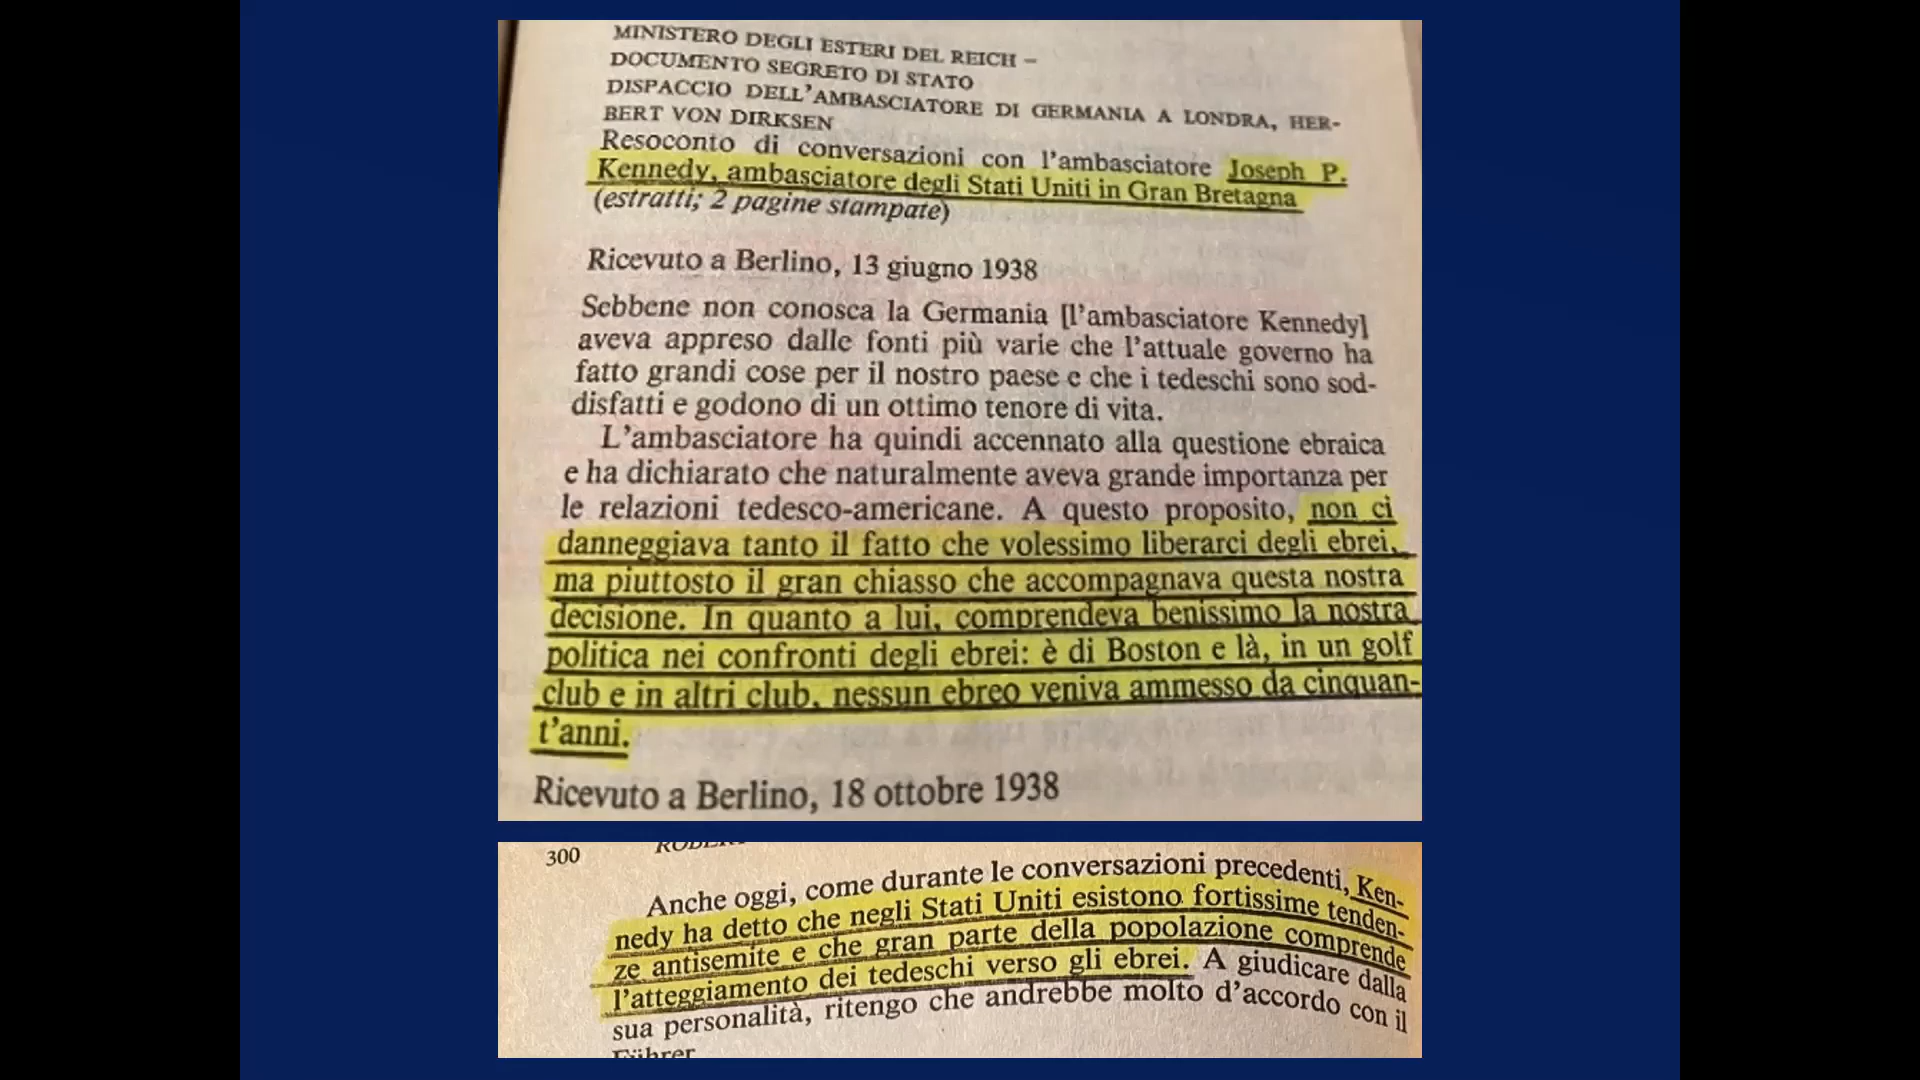 MINISTERO DEGLI ESTERI DEL REICH –
DOCUMENTO SEGRETO DI STATO
DISPACCIO DELL'AMBASCIATORE DI GERMANIA A LONDRA, HER-
BERT VON DIRKSEN
Resoconto di conversazioni con l'ambasciatore Joseph P.
Kennedy, ambasciatore degli Stati Uniti in Gran Bretagna
(estratti; 2 pagine stampate)
Ricevuto a Berlino, 13 giugno 1938
Sebbene non conosca la Germania [l'ambasciatore Kennedy]
aveva appreso dalle fonti più varie che l'attuale governo ha
fatto grandi cose per il nostro paese e che i tedeschi sono sod-
disfatti e godono di un ottimo tenore di vita.
L'ambasciatore ha quindi accennato alla questione ebraica
e ha dichiarato che naturalmente aveva grande importanza per
le relazioni tedesco-americane. A questo proposito, non ci
danneggiava tanto il fatto che volessimo liberarci degli ebrei,
ma piuttosto il gran chiasso che accompagnava questa nostra
decisione. In quanto a lui, comprendeva benissimo la nostra
politica nei confronti degli ebrei: è di Boston e là, in un golf
club e in altri club, nessun ebreo veniva ammesso da cinquan-
t'anni.
Ricevuto a Berlino, 18 ottobre 1938
300
Anche oggi, come durante le conversazioni precedenti, Ken-
nedy ha detto che negli Stati Uniti esistono fortissime tenden-
ze antisemite e che gran parte della popolazione comprende
l'atteggiamento dei tedeschi verso gli ebrei. A giudicare dalla
sua personalità, ritengo che andrebbe molto d'accordo con il
Führer